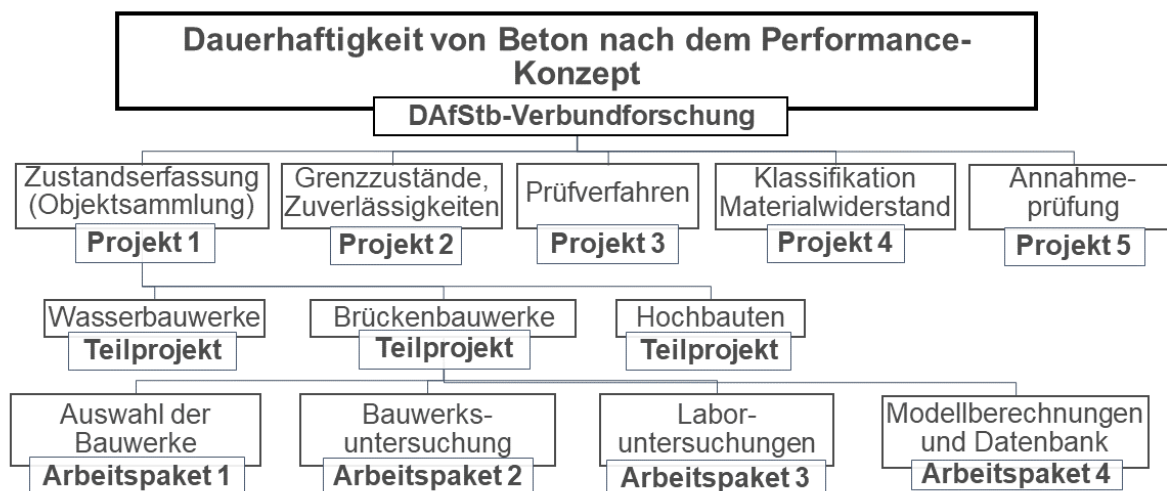 Dauerhaftigkeit von Beton nach dem Performance-
Konzept
DAfStb-Verbundforschung
Zustandserfassung
(Objektsammlung)
Projekt 1
Grenzzustände,
Zuverlässigkeiten
Projekt 2
Prüfverfahren
Projekt 3
Klassifikation
Materialwiderstand
Projekt 4
Annahme-
prüfung
Projekt 5
Wasserbauwerke
Teilprojekt
Brückenbauwerke
Teilprojekt
Hochbauten
Teilprojekt
Auswahl der
Bauwerke
Arbeitspaket 1
Bauwerks-
untersuchung
Arbeitspaket 2
Labor-
untersuchungen
Arbeitspaket 3
Modellberechnungen
und Datenbank
Arbeitspaket 4